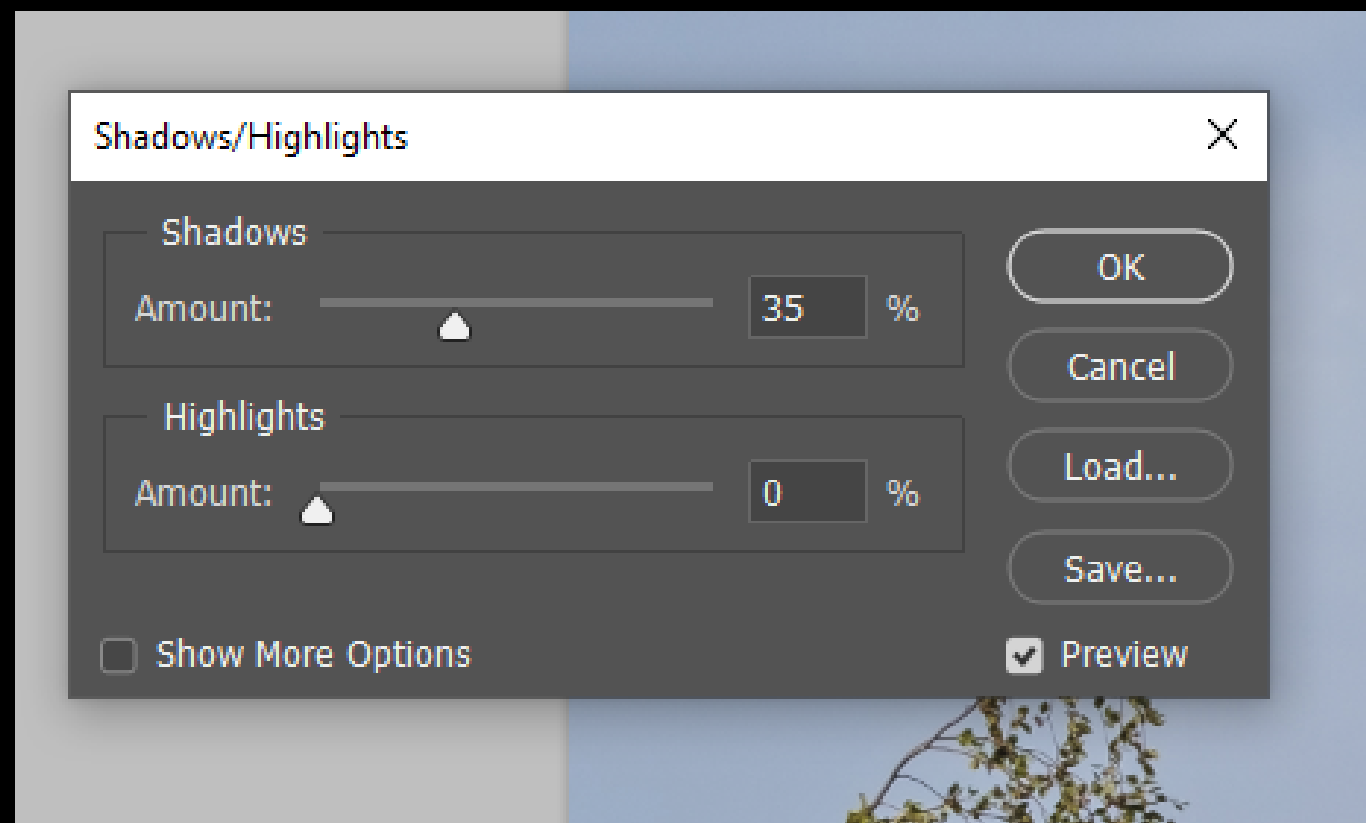 Shadows/Highlights
Shadows
Amount: 35 %
Highlights
Amount: 0 %
OK
Cancel
Load...
Save...
Show More Options
Preview